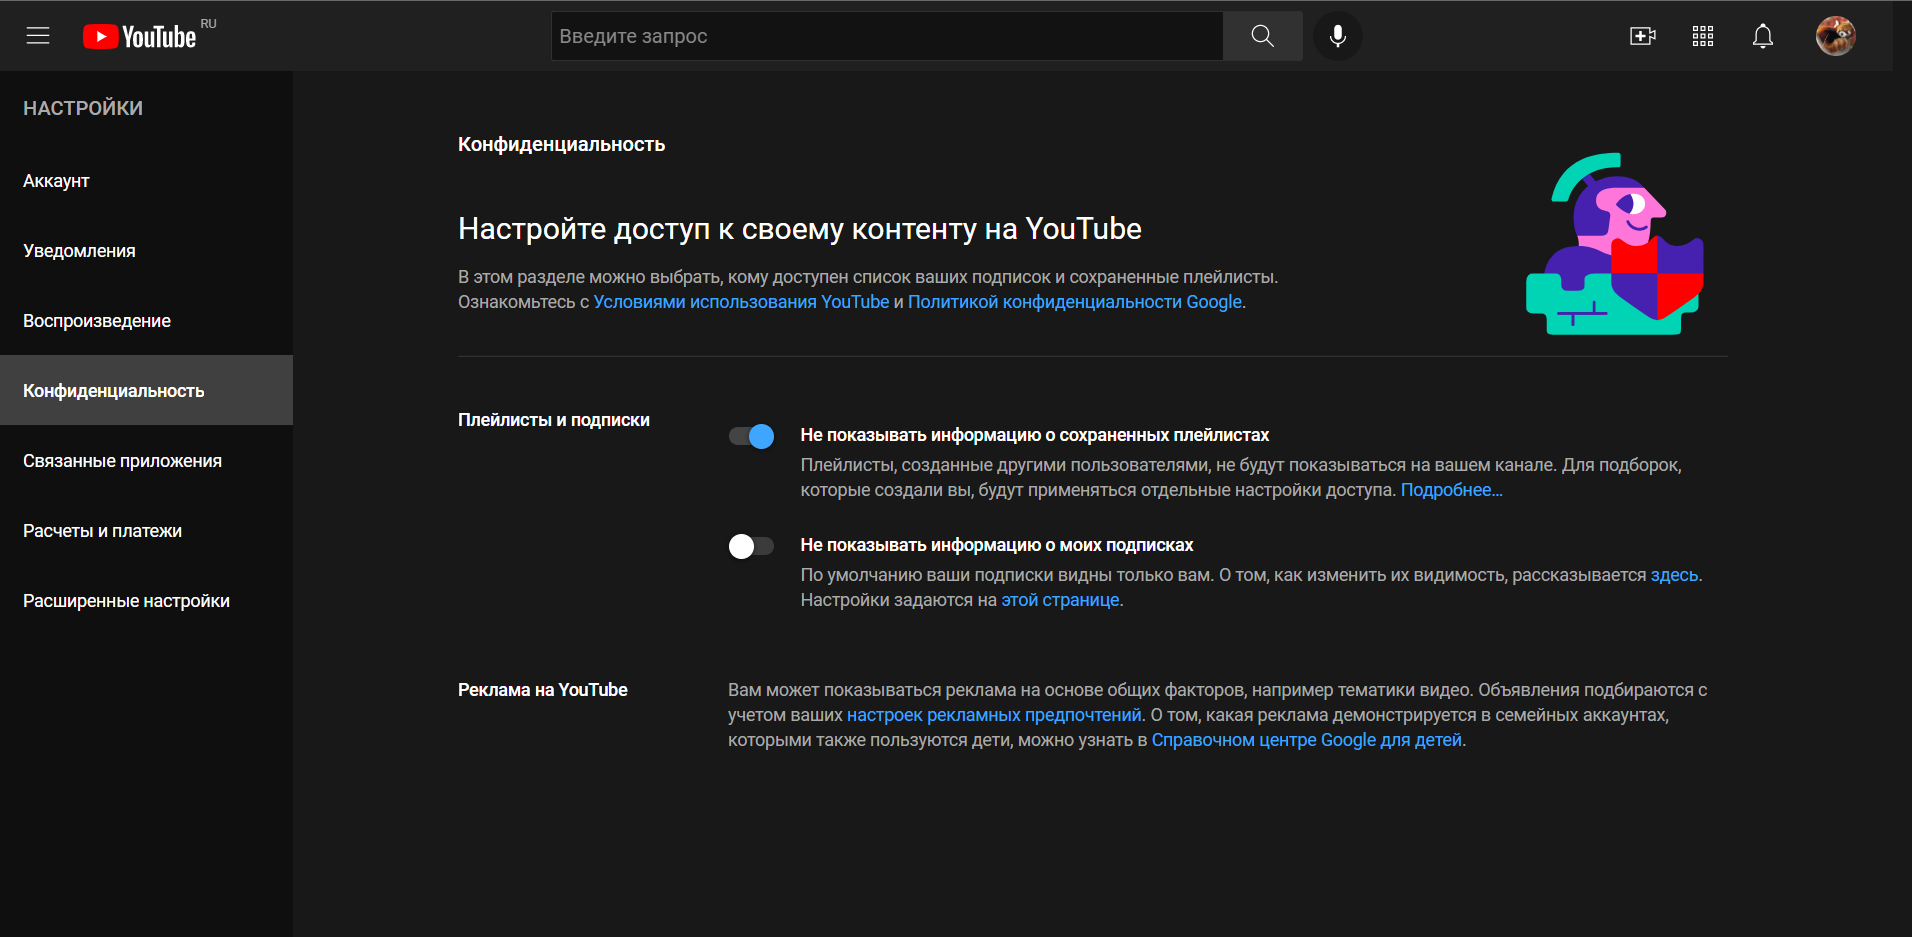 YouTube RU
Введите запрос
НАСТРОЙКИ
Аккаунт
Уведомления
Воспроизведение
Конфиденциальность
Связанные приложения
Расчеты и платежи
Расширенные настройки
Конфиденциальность
Настройте доступ к своему контенту на YouTube
В этом разделе можно выбрать, кому доступен список ваших подписок и сохраненные плейлисты.
Ознакомьтесь с Условиями использования YouTube и Политикой конфиденциальности Google.
Плейлисты и подписки
Не показывать информацию о сохраненных плейлистах
Плейлисты, созданные другими пользователями, не будут показываться на вашем канале. Для подборок,
которые создали вы, будут применяться отдельные настройки доступа. Подробнее...
Не показывать информацию о моих подписках
По умолчанию ваши подписки видны только вам. О том, как изменить их видимость, рассказывается здесь.
Настройки задаются на этой странице.
Реклама на YouTube
Вам может показываться реклама на основе общих факторов, например тематики видео. Объявления подбираются с
учетом ваших настроек рекламных предпочтений. О том, какая реклама демонстрируется в семейных аккаунтах,
которыми также пользуются дети, можно узнать в Справочном центре Google для детей.